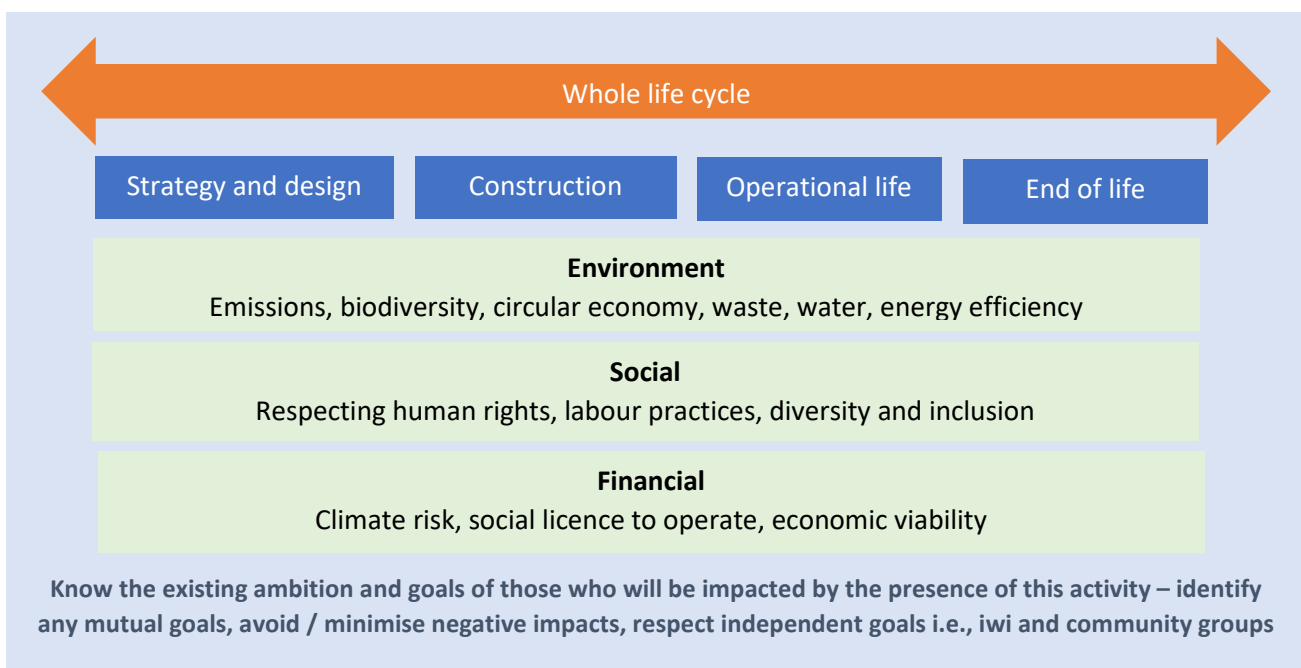 Whole life cycle
Strategy and design
Construction
Operational life
End of life
Environment
Emissions, biodiversity, circular economy, waste, water, energy efficiency
Social
Respecting human rights, labour practices, diversity and inclusion
Financial
Climate risk, social licence to operate, economic viability
Know the existing ambition and goals of those who will be impacted by the presence of this activity – identify
any mutual goals, avoid / minimise negative impacts, respect independent goals i.e., iwi and community groups